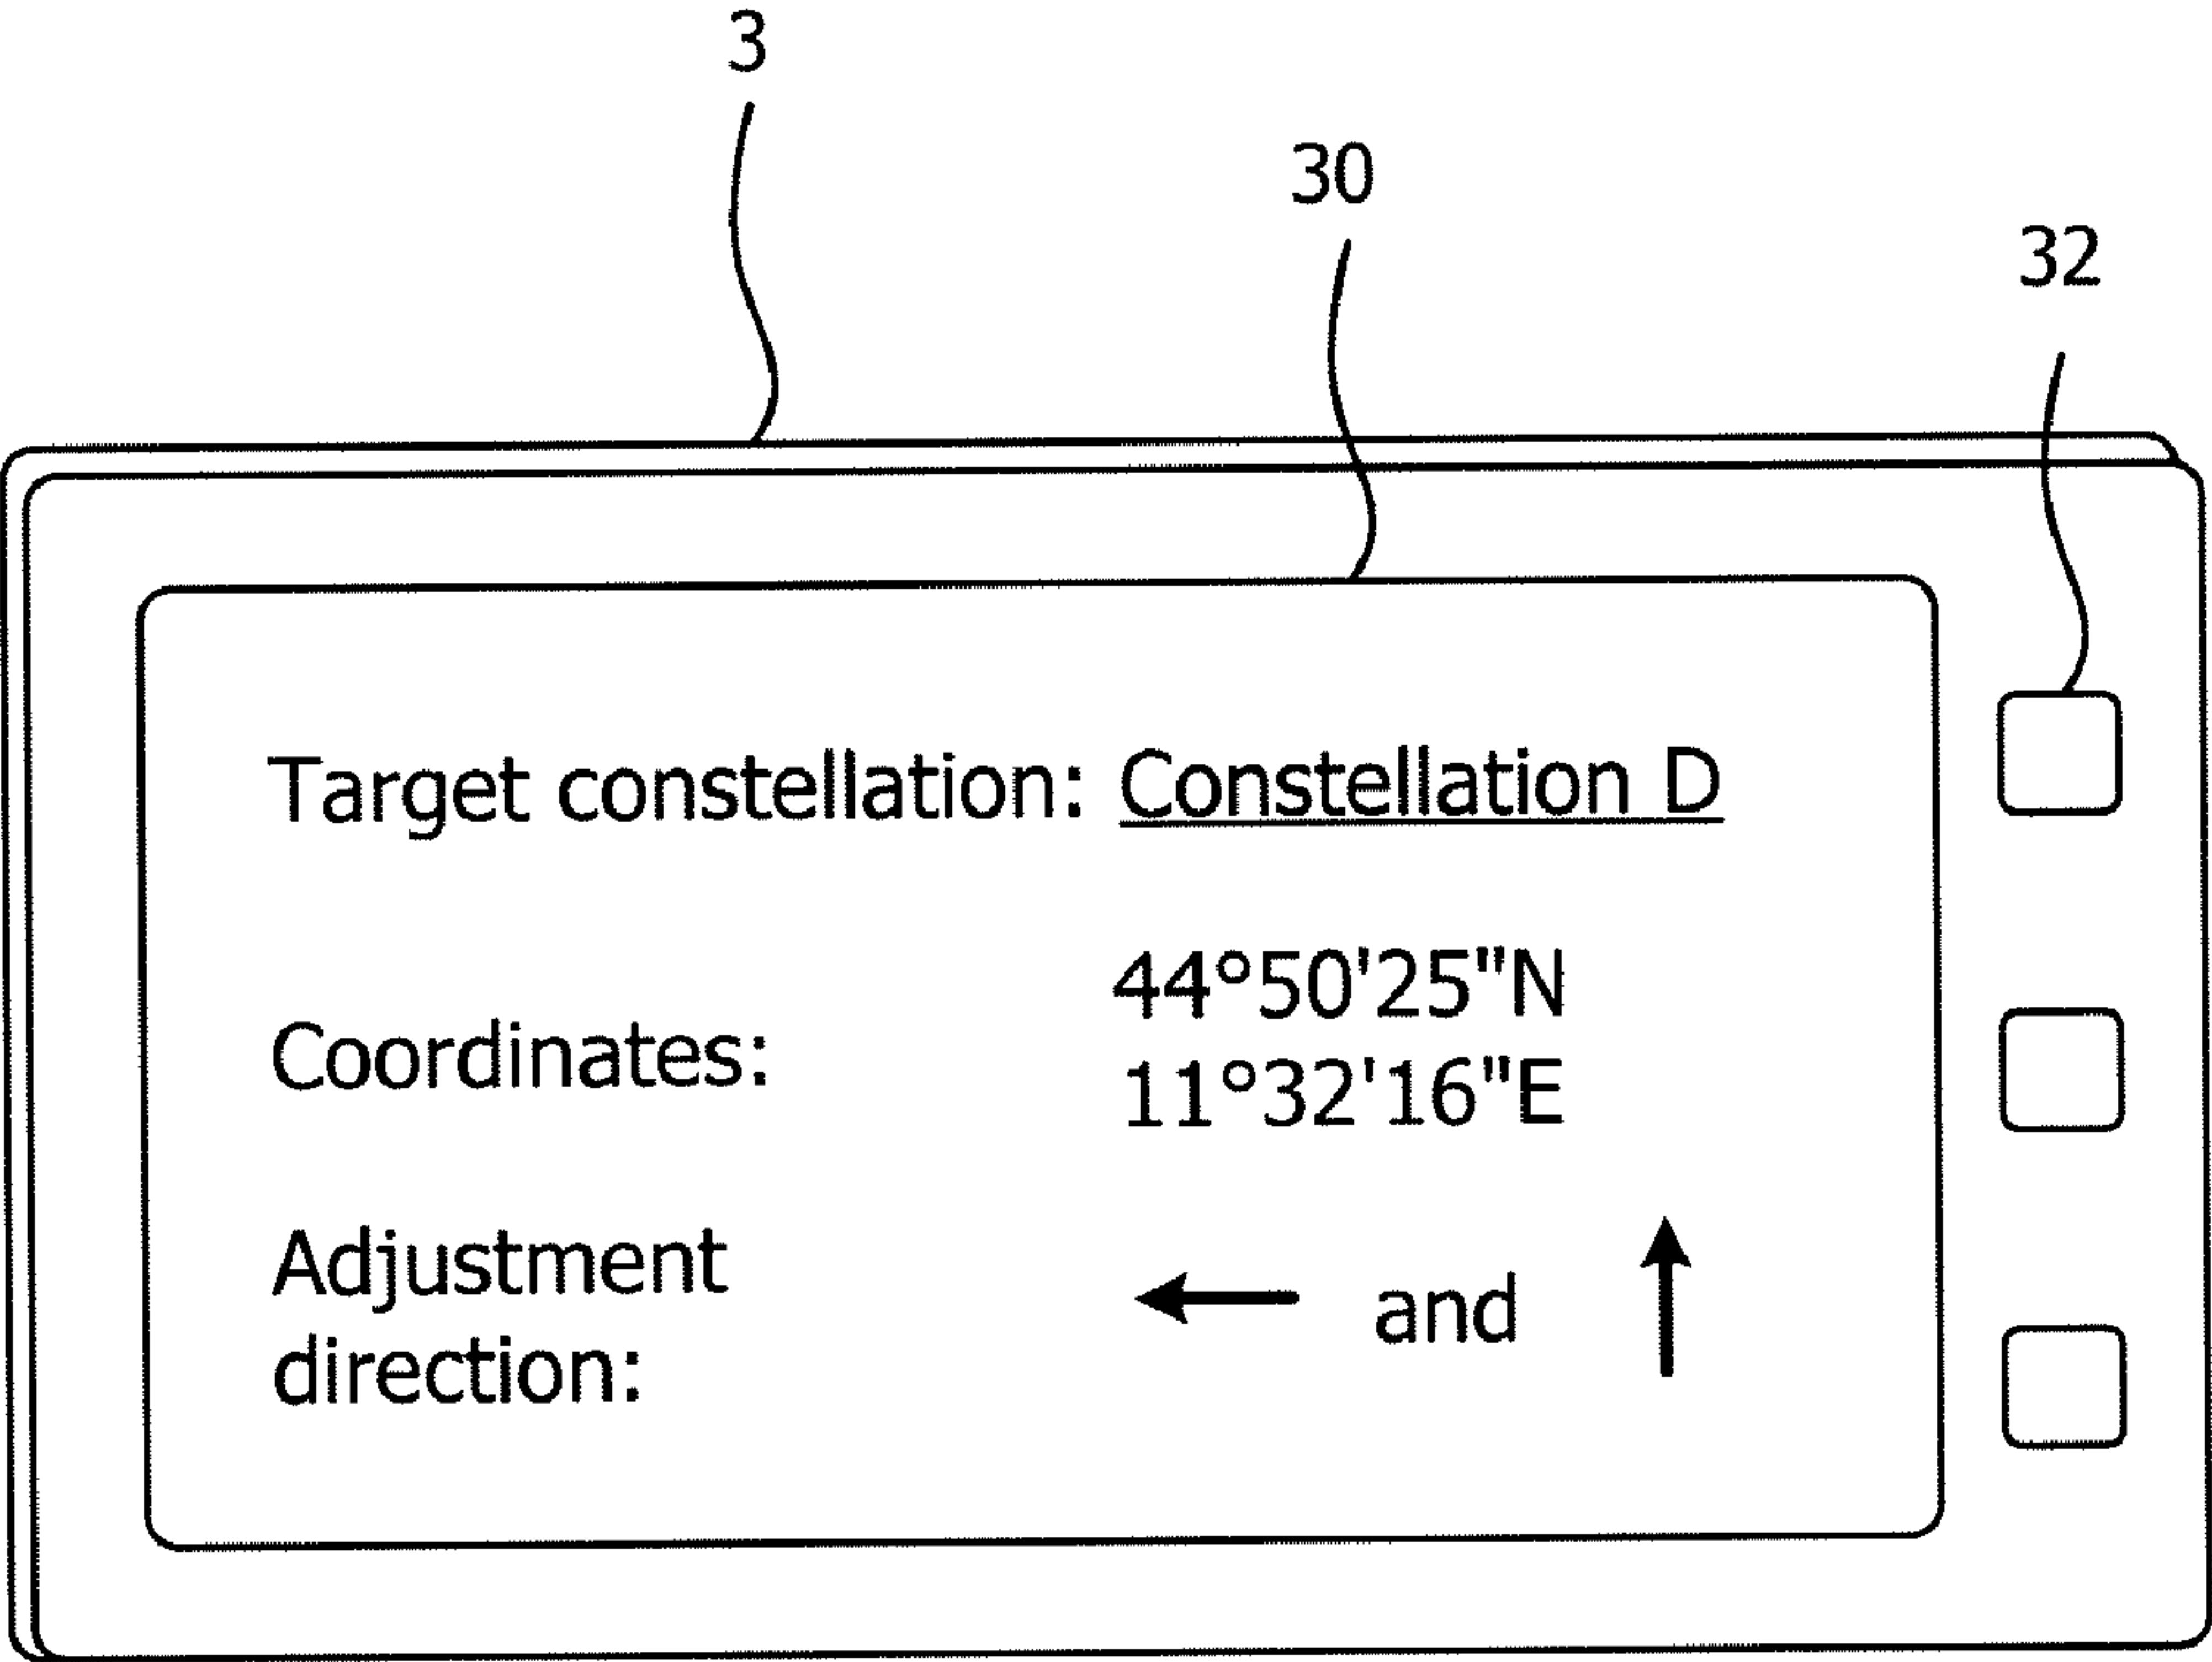 3
30
32
Target constellation: Constellation D
44°50'25"N
Coordinates:
11°32'16"E
Adjustment
direction:
and